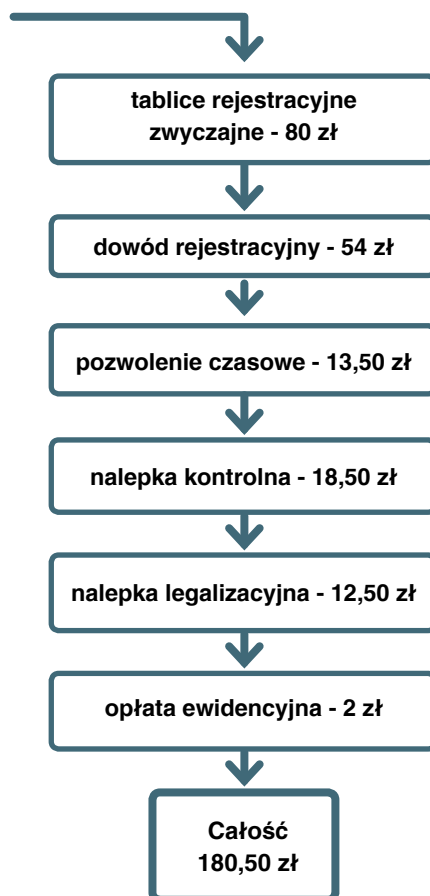 tablice rejestracyjne
zwyczajne - 80 zł
dowód rejestracyjny - 54 zł
pozwolenie czasowe - 13,50 zł
nalepka kontrolna - 18,50 zł
nalepka legalizacyjna - 12,50 zł
opłata ewidencyjna - 2 zł
Całość
180,50 zł